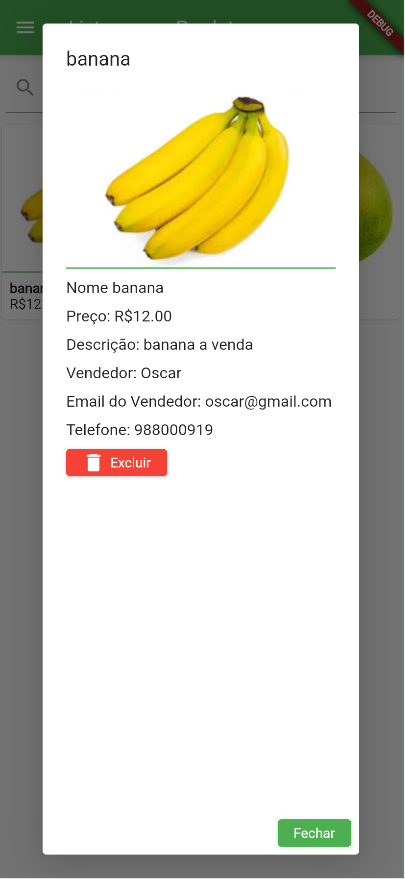 DEBUG
banana
Nome banana
Preço: R$12.00
Descrição: banana a venda
Vendedor: Oscar
Email do Vendedor: oscar@gmail.com
Telefone: 988000919
Excluir
R$12
Fechar